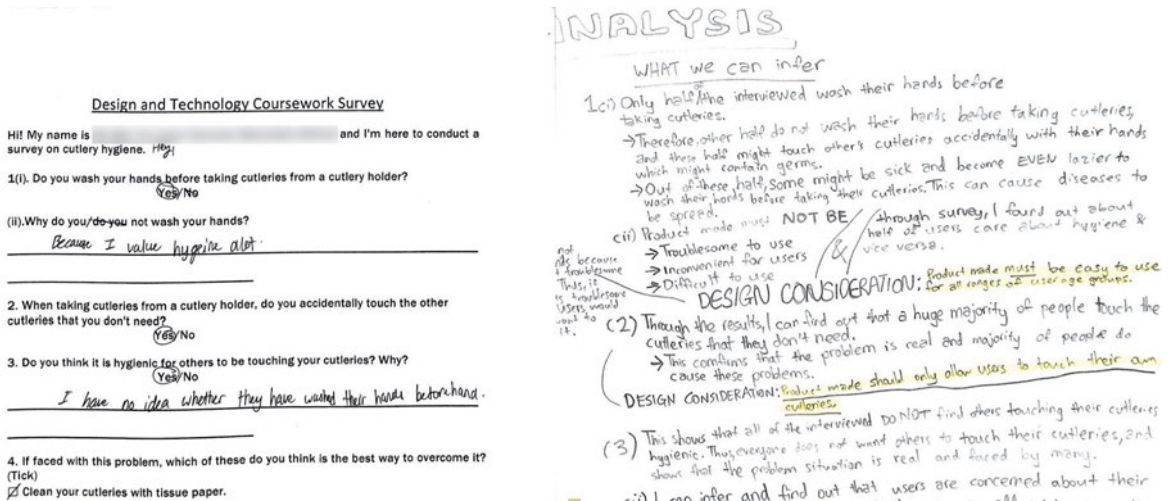 Design and Technology Coursework Survey
Hi! My name is and I'm here to conduct a
survey on cutlery hygiene. Hey!
1(i). Do you wash your hands before taking cutleries from a cutlery holder?
Yes/No
(ii).Why do you/do you not wash your hands?
Because I value hygeine alot.
2. When taking cutleries from a cutlery holder, do you accidentally touch the other
cutleries that you don't need?
Yes/No
3. Do you think it is hygienic for others to be touching your cutleries? Why?
Yes/No
I have no idea whether they have washed their hands beforehand.
4. If faced with this problem, which of these do you think is the best way to overcome it?
(Tick)
Clean your cutleries with tissue paper.
NALYSIS
WHAT we can infer
1ci) Only half of the interviewed wash their hands before
taking cutleries.
→Therefore, other half do not wash their hands before taking cutleries,
and these half might touch other's cutleries accidentally with their hands
which might contain germs.
→Out of these, half, some might be sick and become EVEN lazier to
wash their hands before taking their cutleries. This can cause diseases to
be spread.
cii) Product made must NOT BE
→Troublesome to use
→Inconvenient for users
→Difficult to use
&
through survey, I found out about
half of users care about hygiene &
vice versa.
not
because
troublesome
Thus, it
is troublesome
users would
want to
it.
DESIGN CONSIDERATION: Product made must be easy to use
for all ranges of user age groups.
(2) Through the results, I can find out that a huge majority of people touch the
cutleries that they don't need.
→This comfirms that the problem is real and majority of people do
cause these problems.
DESIGN CONSIDERATION: Product made should only allow users to touch their own
cutleries.
(3) This shows that all of the interviewed DO NOT find others touching their cutleries
hygienic. Thus, everyone does not want others to touch their cutleries, and
shows that the problem situation is real and faced by many.
I can infer and find out that users are concerned about their